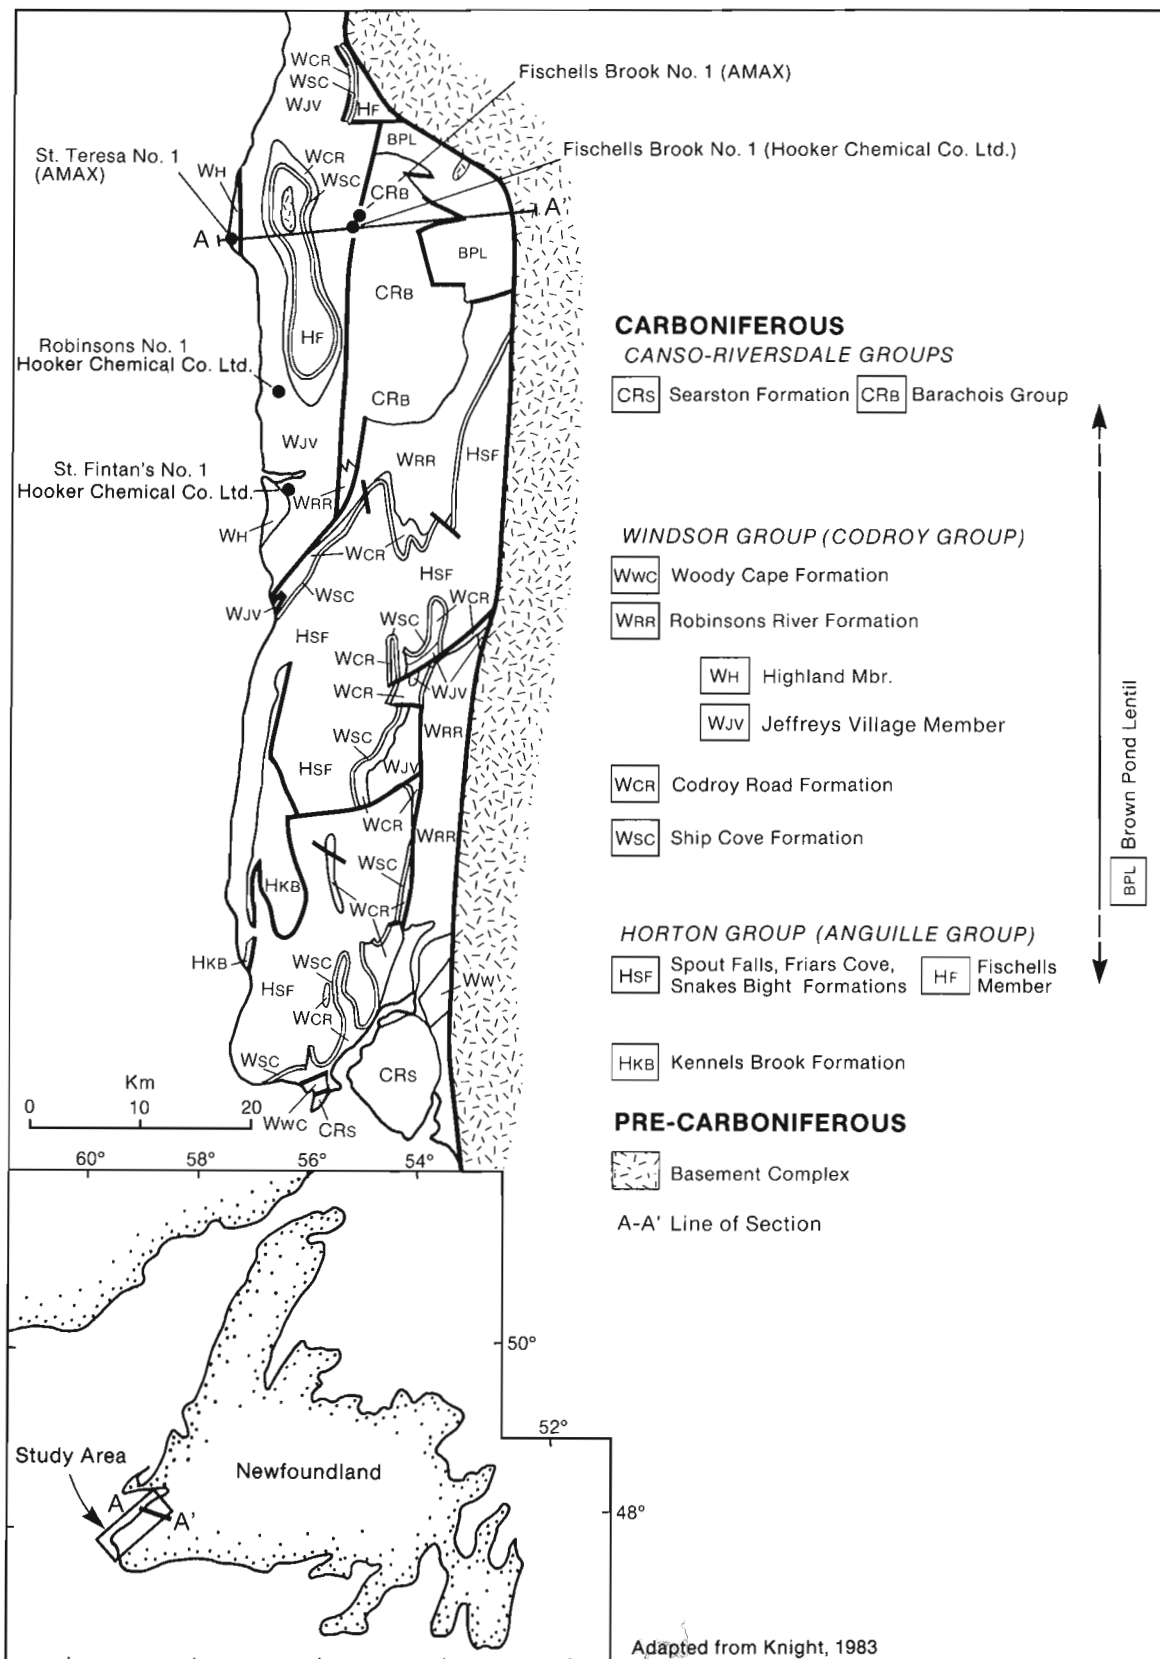 WCR
WSC
WJV
HF
Fischells Brook No. 1 (AMAX)
BPL
Fischells Brook No. 1 (Hooker Chemical Co. Ltd.)
St. Teresa No. 1
(AMAX)
WH
WCR
WSC
CRB
A
A'
BPL
CRB
HF
Robinsons No. 1
Hooker Chemical Co. Ltd.
CRB
WJV
WRR
HSF
St. Fintan's No. 1
Hooker Chemical Co. Ltd.
WRR
WH
WCR
HSF
WSC
WCR
WJV
WSC
HSF
WCR
WCR
WJV
WSC
WRR
HSF
WJV
WCR
WRR
WSC
HKB
WCR
HKB
WSC
HSF
WW
WCR
WSC
CRS
WWC
CRS
Km
0 10 20
CARBONIFEROUS
CANSO-RIVERSDALE GROUPS
CRS Searston Formation CRB Barachois Group
WINDSOR GROUP (CODROY GROUP)
WWC Woody Cape Formation
WRR Robinsons River Formation
WH Highland Mbr.
WJV Jeffreys Village Member
WCR Codroy Road Formation
WSC Ship Cove Formation
BPL Brown Pond Lentil
HORTON GROUP (ANGUILLE GROUP)
HSF Spout Falls, Friars Cove,
Snakes Bight Formations
HF Fischells
Member
HKB Kennels Brook Formation
PRE-CARBONIFEROUS
Basement Complex
A-A' Line of Section
60° 58° 56° 54°
50°
52°
48°
Study Area
A
A'
Newfoundland
Adapted from Knight, 1983